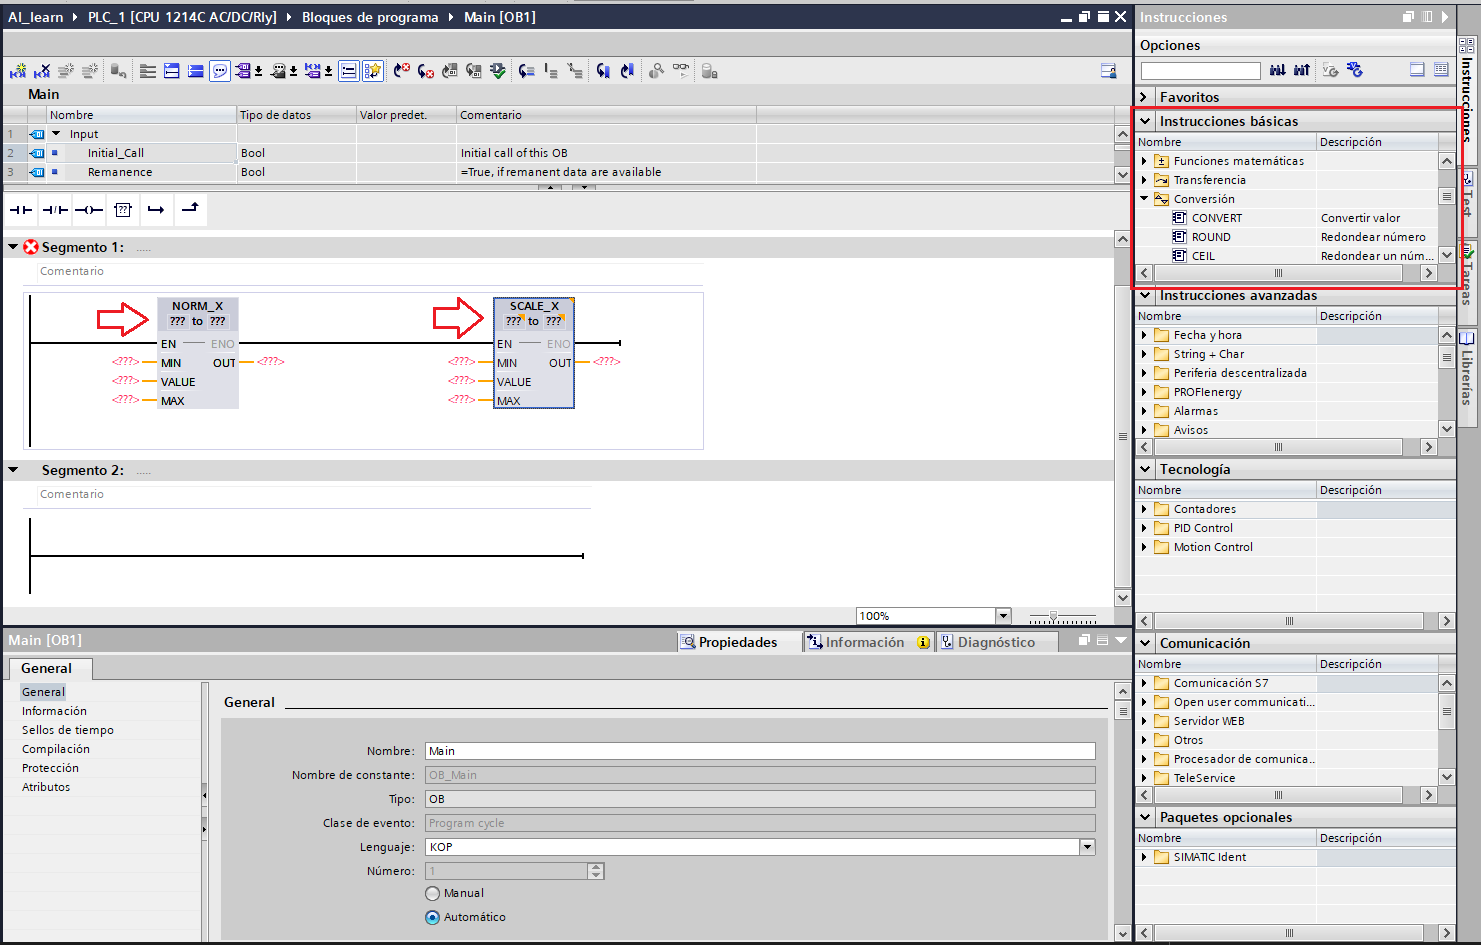 AI_learn ▸ PLC_1 [CPU 1214C AC/DC/Rly] ▸ Bloques de programa ▸ Main [OB1]
Main
Nombre Tipo de datos Valor predet. Comentario
1 Input
2 Initial_Call Bool Initial call of this OB
3 Remanence Bool =True, if remanent data are available
??
Segmento 1: .....
Comentario
NORM_X
??? to ???
EN ENO
<???> MIN OUT <???>
<???> VALUE
<???> MAX
SCALE_X
??? to ???
EN ENO
<???> MIN OUT <???>
<???> VALUE
<???> MAX
Segmento 2: .....
Comentario
100%
Main [OB1]
Propiedades Información Diagnóstico
General
General
Información
Sellos de tiempo
Compilación
Protección
Atributos
General
Nombre: Main
Nombre de constante: OB_Main
Tipo: OB
Clase de evento: Program cycle
Lenguaje: KOP
Número: 1
Manual
Automático
Instrucciones
Opciones
Favoritos
Instrucciones básicas
Nombre Descripción
Funciones matemáticas
Transferencia
Conversión
CONVERT Convertir valor
ROUND Redondear número
CEIL Redondear un núm...
Instrucciones avanzadas
Nombre Descripción
Fecha y hora
String + Char
Periferia descentralizada
PROFIenergy
Alarmas
Avisos
Tecnología
Nombre Descripción
Contadores
PID Control
Motion Control
Comunicación
Nombre Descripción
Comunicación S7
Open user communicati...
Servidor WEB
Otros
Procesador de comunica..
TeleService
Paquetes opcionales
Nombre Descripción
SIMATIC Ident
Instrucciones
Test
Tareas
Librerías